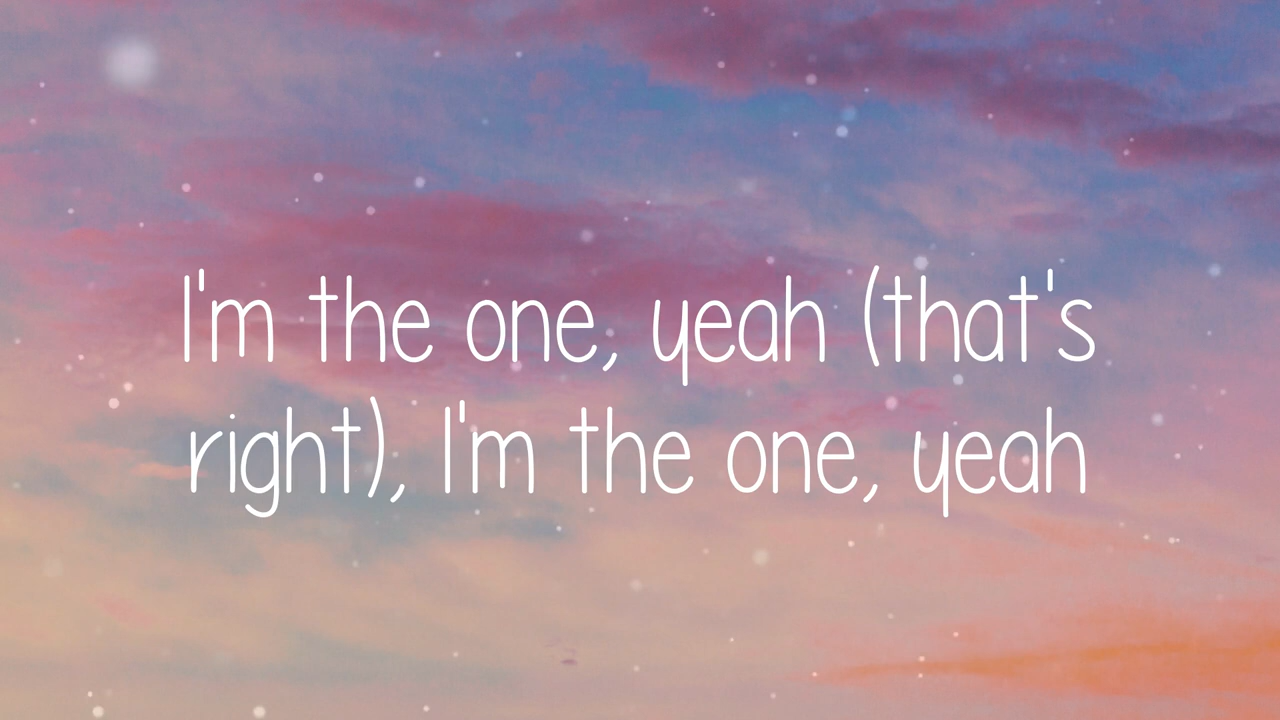 I'm the one, yeah (that's
right), I'm the one, yeah